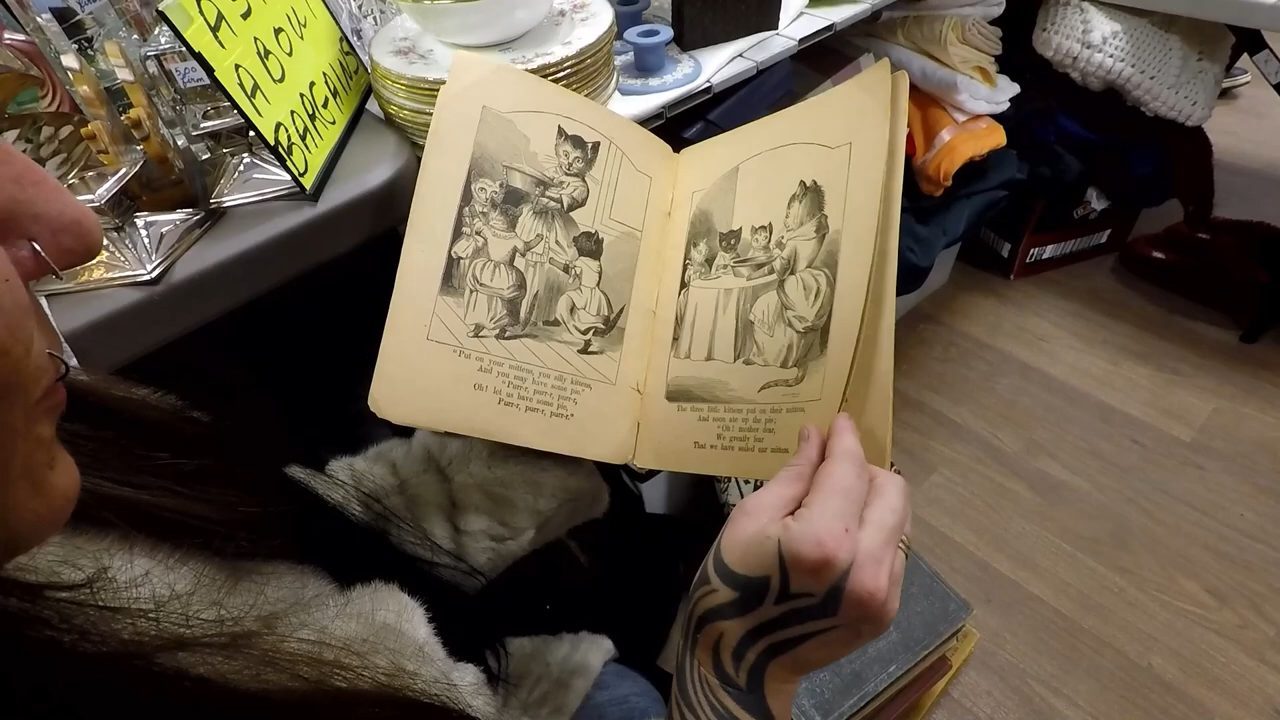 ASK
ABOUT
BARGAINS
5.00
firm
"Put on your mittens, you silly kittens,
And you may have some pie."
"Purr-r, purr-r, purr-r,
Oh! let us have some pie,
Purr-r, purr-r, purr-r."
The three little kittens put on their mittens,
And soon ate up the pie;
"Oh! mother dear,
We greatly fear
That we have soiled our mittens.